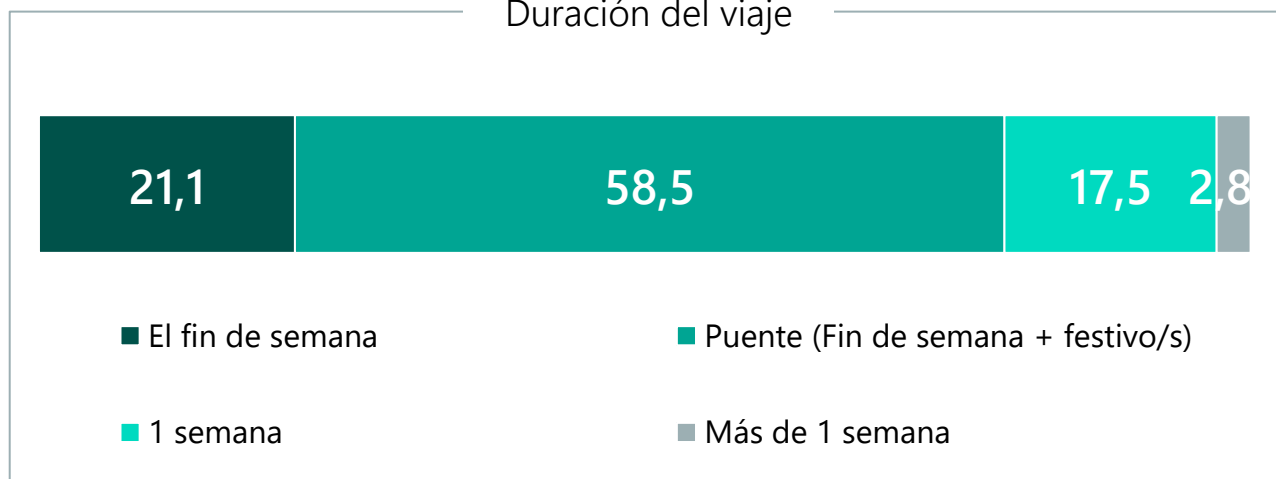 Duración del viaje
21,1 58,5 17,5 2,8
El fin de semana Puente (Fin de semana + festivo/s)
1 semana Más de 1 semana